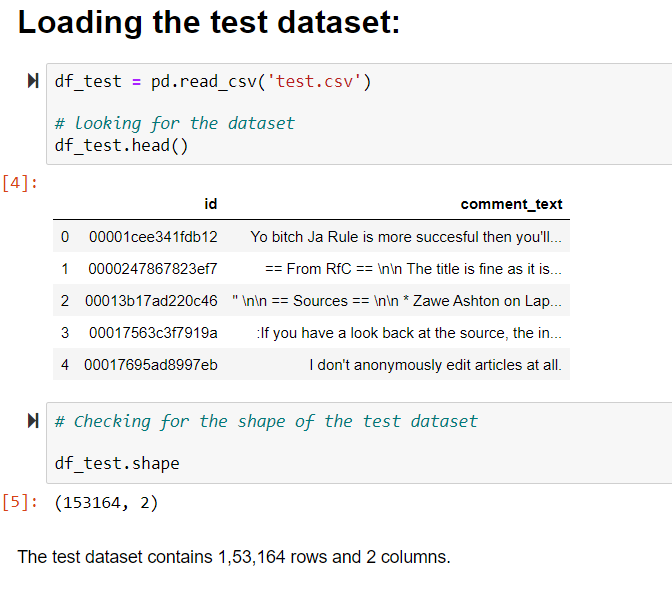 Loading the test dataset:
df_test = pd.read_csv('test.csv')
# looking for the dataset
df_test.head()
[4]:
id comment_text
0 00001cee341fdb12 Yo bitch Ja Rule is more succesful then you'll...
1 0000247867823ef7 == From RfC == \n\n The title is fine as it is...
2 00013b17ad220c46 " \n\n == Sources == \n\n * Zawe Ashton on Lap...
3 00017563c3f7919a :If you have a look back at the source, the in...
4 00017695ad8997eb I don't anonymously edit articles at all.
# Checking for the shape of the test dataset
df_test.shape
[5]: (153164, 2)
The test dataset contains 1,53,164 rows and 2 columns.